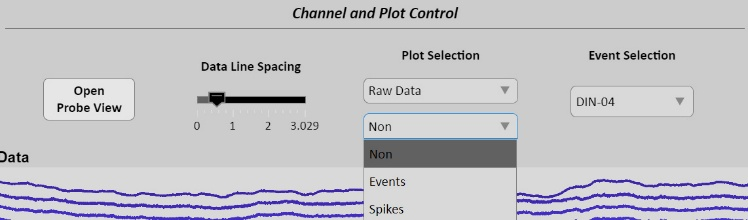 Channel and Plot Control
Plot Selection
Event Selection
Data Line Spacing
Open
Probe View
Raw Data
DIN-04
0 1 2 3.029
Non
Data
Non
Events
Spikes